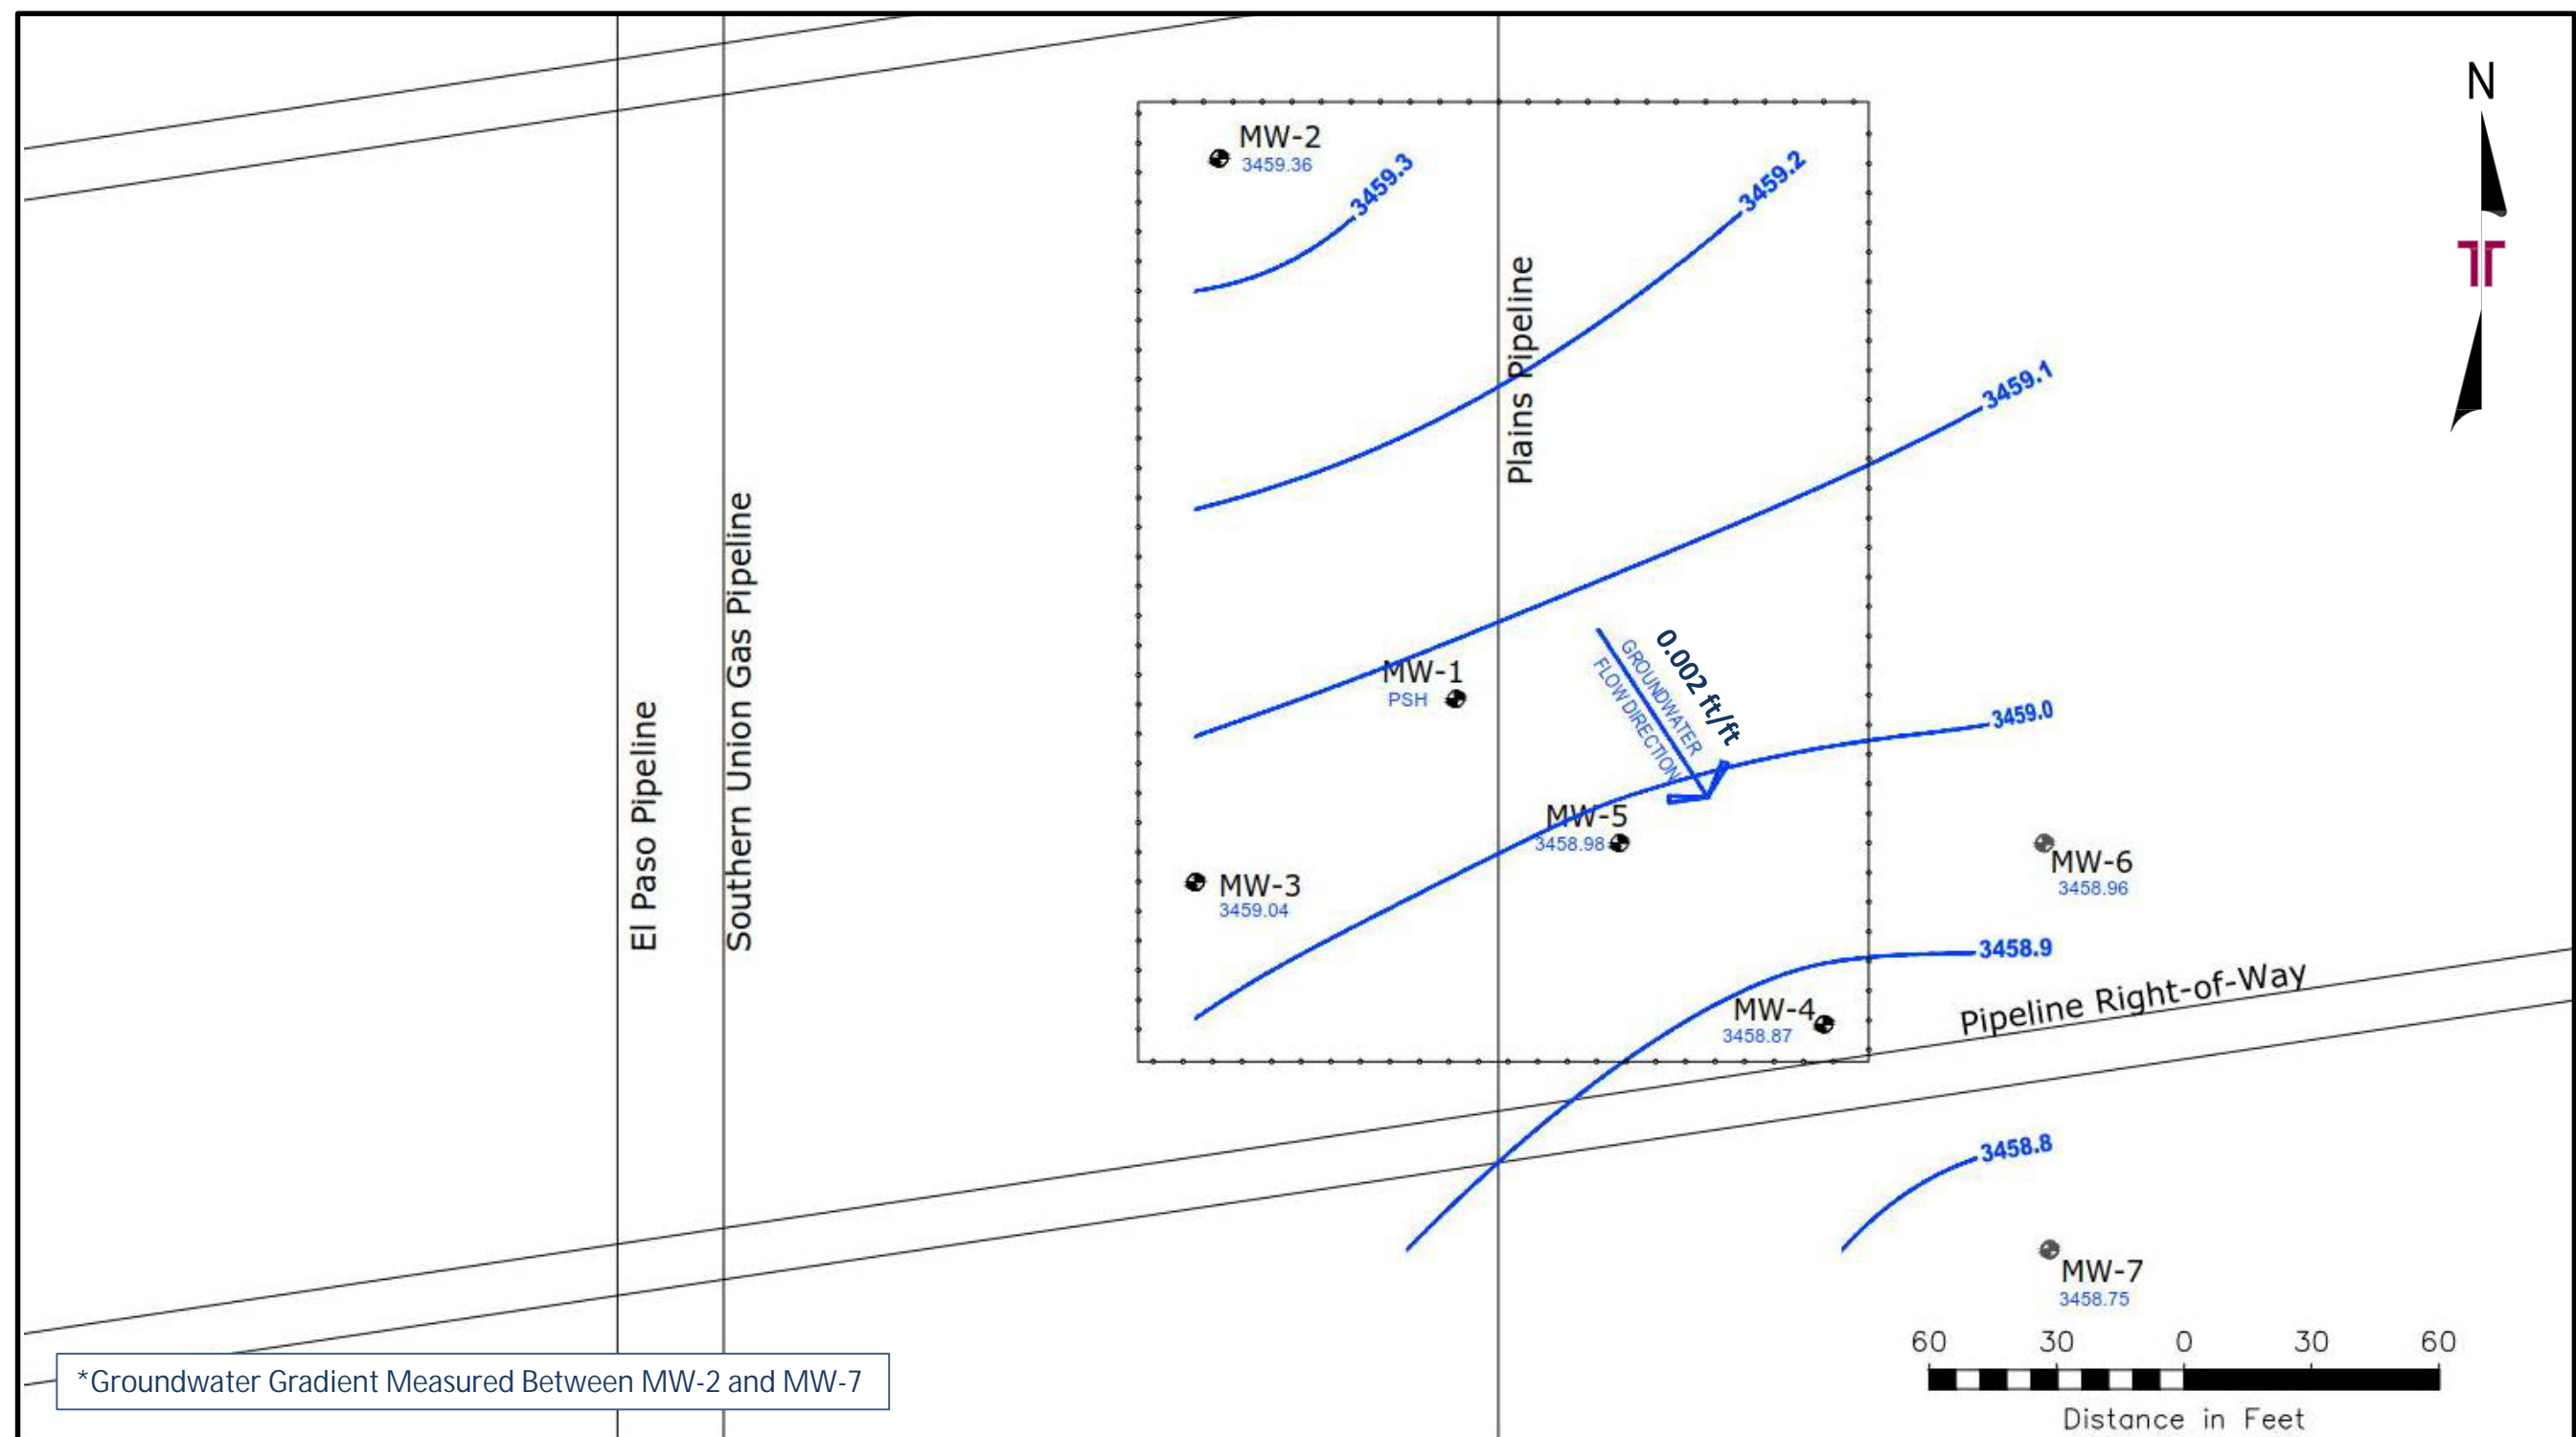 N
MW-2
3459.36
3459.3
3459.2
Plains Pipeline
3459.1
Southern Union Gas Pipeline
El Paso Pipeline
MW-1
PSH
0.002 ft/ft
GROUNDWATER
FLOW DIRECTION
3459.0
MW-5
3458.98
MW-6
3458.96
MW-3
3459.04
3458.9
MW-4
3458.87
Pipeline Right-of-Way
3458.8
MW-7
3458.75
60 30 0 30 60
Distance in Feet
*Groundwater Gradient Measured Between MW-2 and MW-7